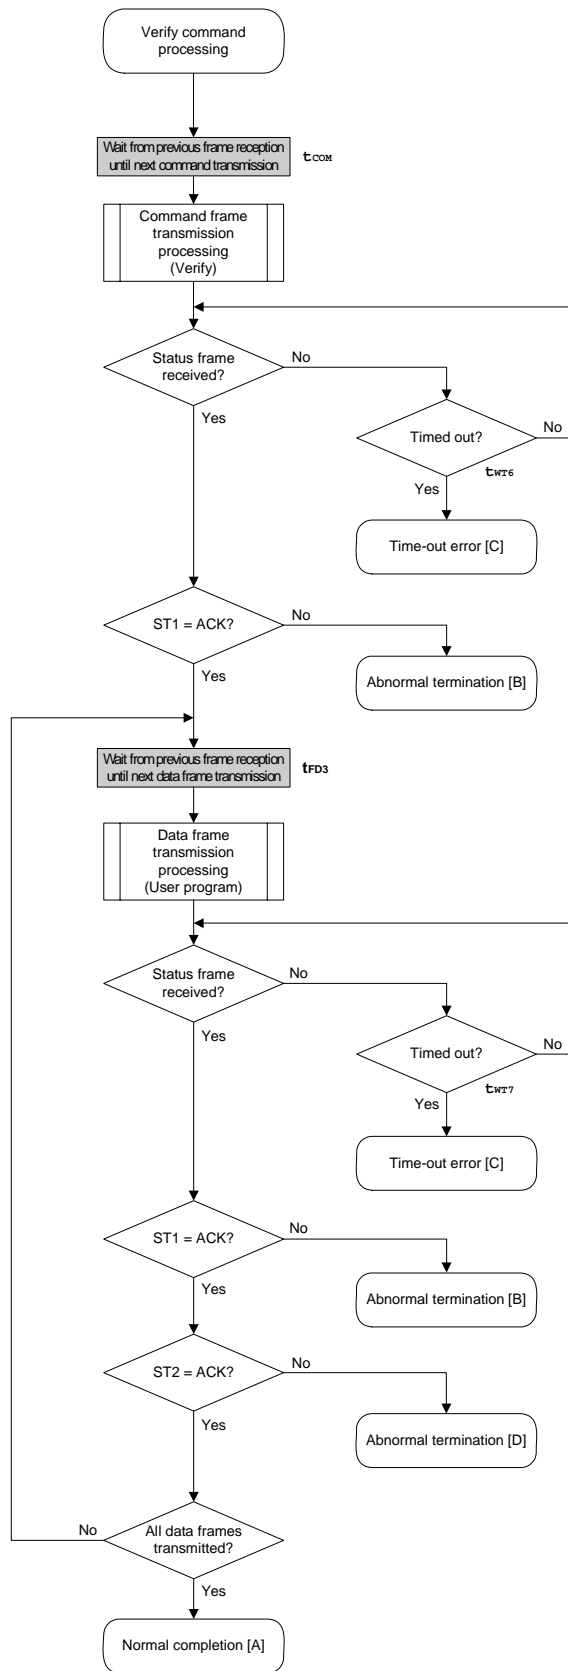 Verify command
processing
Wait from previous frame reception
until next command transmission
tCOM
Command frame
transmission
processing
(Verify)
Status frame
received?
No
Yes
Timed out?
No
tWT6
Yes
Time-out error [C]
ST1 = ACK?
No
Yes
Abnormal termination [B]
Wait from previous frame reception
until next data frame transmission
tFD3
Data frame
transmission
processing
(User program)
Status frame
received?
No
Yes
Timed out?
No
tWT7
Yes
Time-out error [C]
ST1 = ACK?
No
Yes
Abnormal termination [B]
ST2 = ACK?
No
Yes
Abnormal termination [D]
No
All data frames
transmitted?
Yes
Normal completion [A]